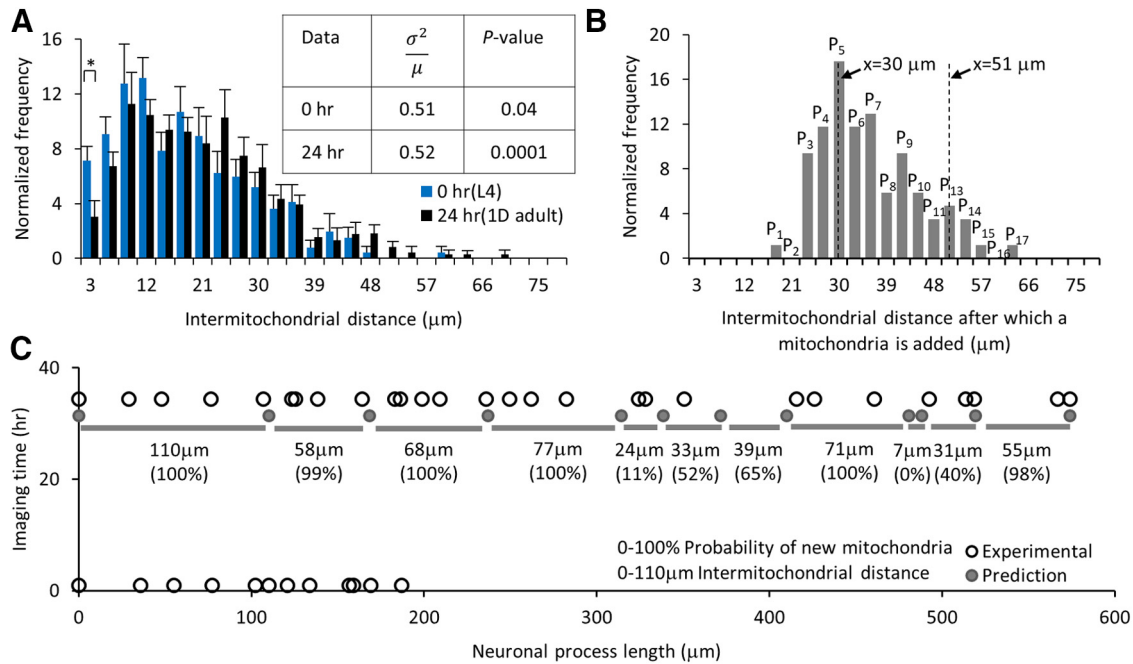 A
16
12
8
4
0
Normalized frequency
*
Data σ²/μ P-value
0 hr 0.51 0.04
24 hr 0.52 0.0001
0 hr(L4)
24 hr(1D adult)
3 12 21 30 39 48 57 66 75
Intermitochondrial distance (μm)
B
20
16
12
8
4
0
Normalized frequency
P1 P2 P3 P4 P5 P6 P7 P8 P9 P10 P11 P13 P14 P15 P16 P17
x=30 μm
x=51 μm
3 12 21 30 39 48 57 66 75
Intermitochondrial distance after which a
mitochondria is added (μm)
C
40
20
0
Imaging time (hr)
110μm 58μm 68μm 77μm 24μm 33μm 39μm 71μm 7μm 31μm 55μm
(100%) (99%) (100%) (100%) (11%) (52%) (65%) (100%) (0%) (40%) (98%)
0-100% Probability of new mitochondria
0-110μm Intermitochondrial distance
Experimental
Prediction
0 100 200 300 400 500 600
Neuronal process length (μm)